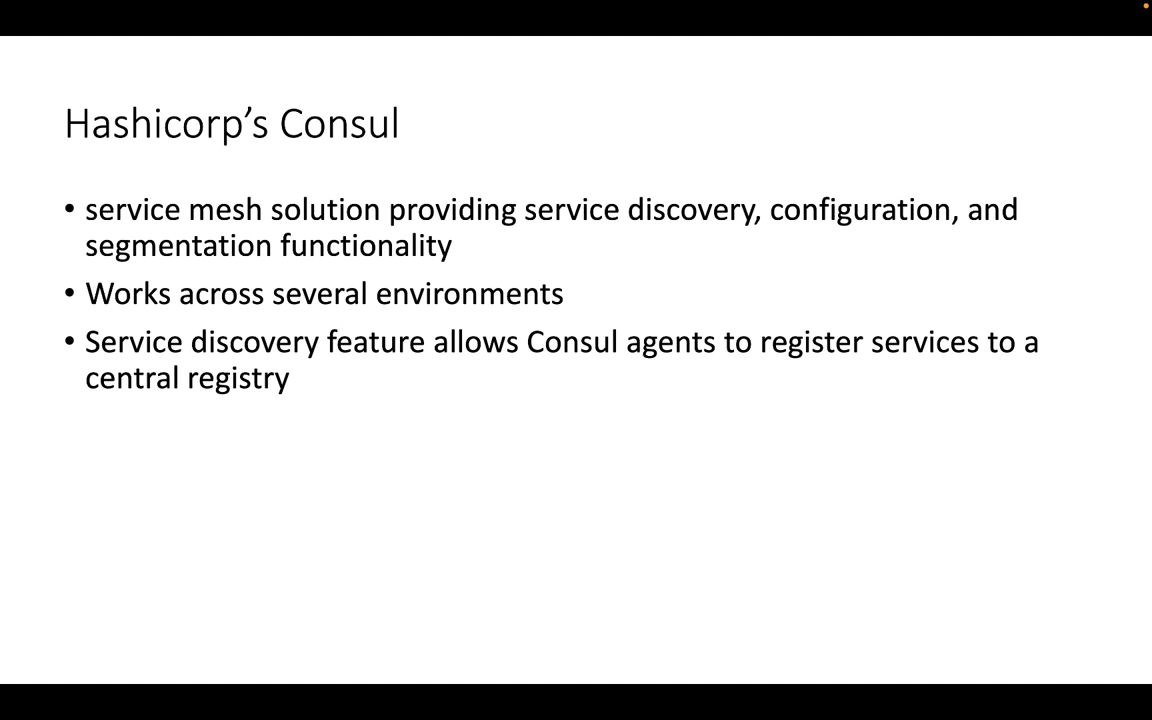 Hashicorp’s Consul
• service mesh solution providing service discovery, configuration, and
segmentation functionality
• Works across several environments
• Service discovery feature allows Consul agents to register services to a
central registry